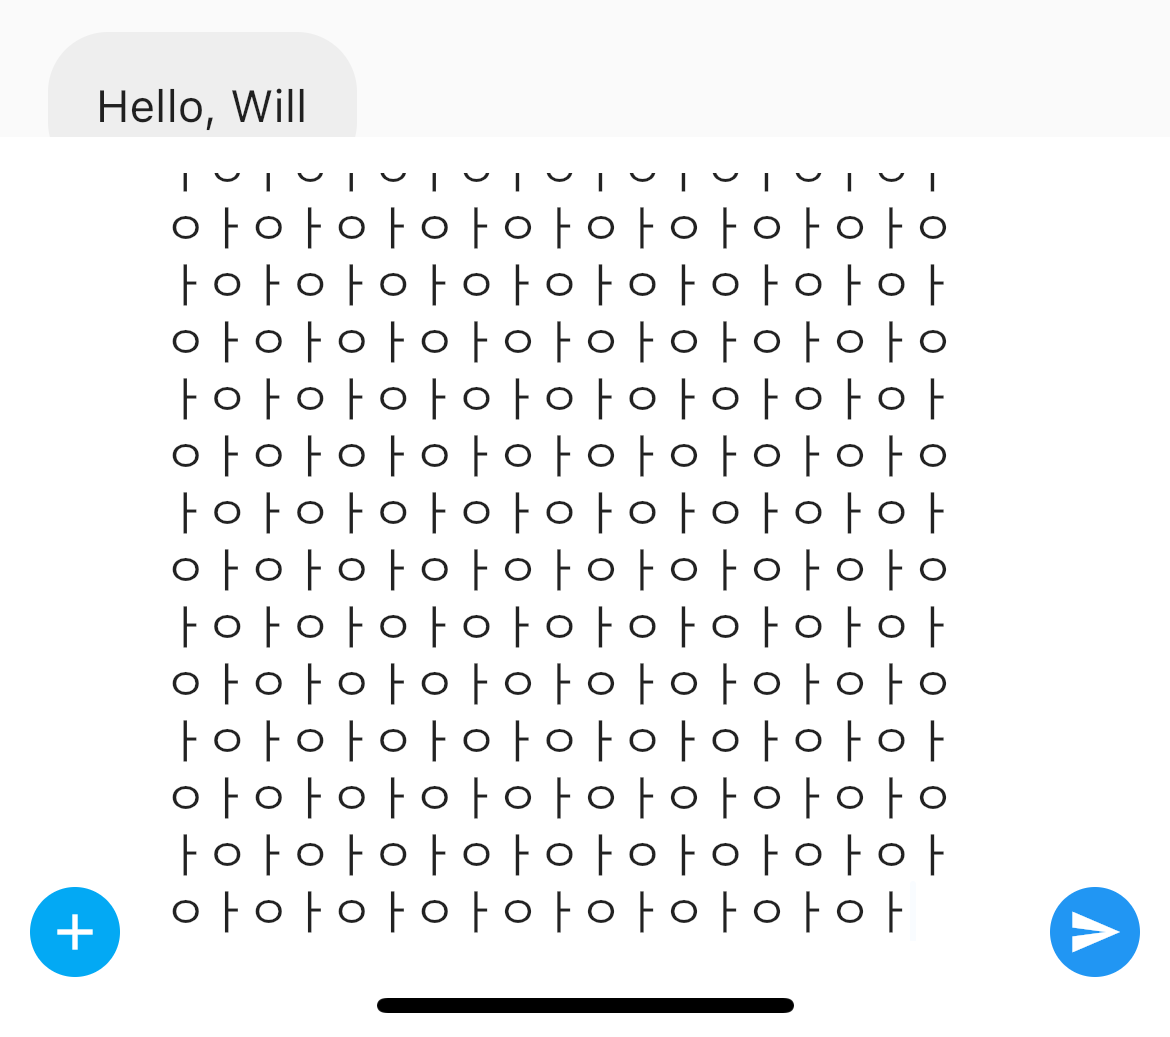 Hello, Will
ㅇㅏㅇㅏㅇㅏㅇㅏㅇㅏㅇㅏㅇㅏㅇㅏㅇㅏㅇ
ㅏㅇㅏㅇㅏㅇㅏㅇㅏㅇㅏㅇㅏㅇㅏㅇㅏㅇㅏ
ㅇㅏㅇㅏㅇㅏㅇㅏㅇㅏㅇㅏㅇㅏㅇㅏㅇㅏㅇ
ㅏㅇㅏㅇㅏㅇㅏㅇㅏㅇㅏㅇㅏㅇㅏㅇㅏㅇㅏ
ㅇㅏㅇㅏㅇㅏㅇㅏㅇㅏㅇㅏㅇㅏㅇㅏㅇㅏㅇ
ㅏㅇㅏㅇㅏㅇㅏㅇㅏㅇㅏㅇㅏㅇㅏㅇㅏㅇㅏ
ㅇㅏㅇㅏㅇㅏㅇㅏㅇㅏㅇㅏㅇㅏㅇㅏㅇㅏㅇ
ㅏㅇㅏㅇㅏㅇㅏㅇㅏㅇㅏㅇㅏㅇㅏㅇㅏㅇㅏ
ㅇㅏㅇㅏㅇㅏㅇㅏㅇㅏㅇㅏㅇㅏㅇㅏㅇㅏㅇ
ㅏㅇㅏㅇㅏㅇㅏㅇㅏㅇㅏㅇㅏㅇㅏㅇㅏㅇㅏ
ㅇㅏㅇㅏㅇㅏㅇㅏㅇㅏㅇㅏㅇㅏㅇㅏㅇㅏㅇ
ㅏㅇㅏㅇㅏㅇㅏㅇㅏㅇㅏㅇㅏㅇㅏㅇㅏㅇㅏ
ㅇㅏㅇㅏㅇㅏㅇㅏㅇㅏㅇㅏㅇㅏㅇㅏㅇㅏ